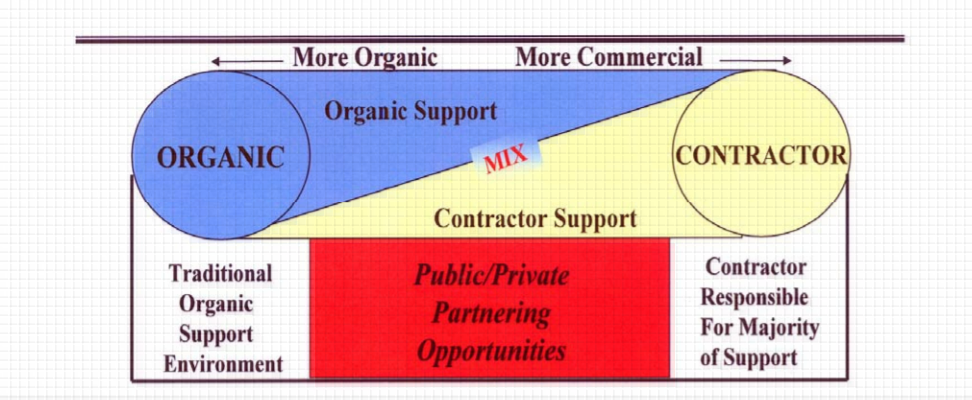 More Organic More Commercial
Organic Support
ORGANIC
MIX
CONTRACTOR
Contractor Support
Traditional
Organic
Support
Environment
Public/Private
Partnering
Opportunities
Contractor
Responsible
For Majority
of Support